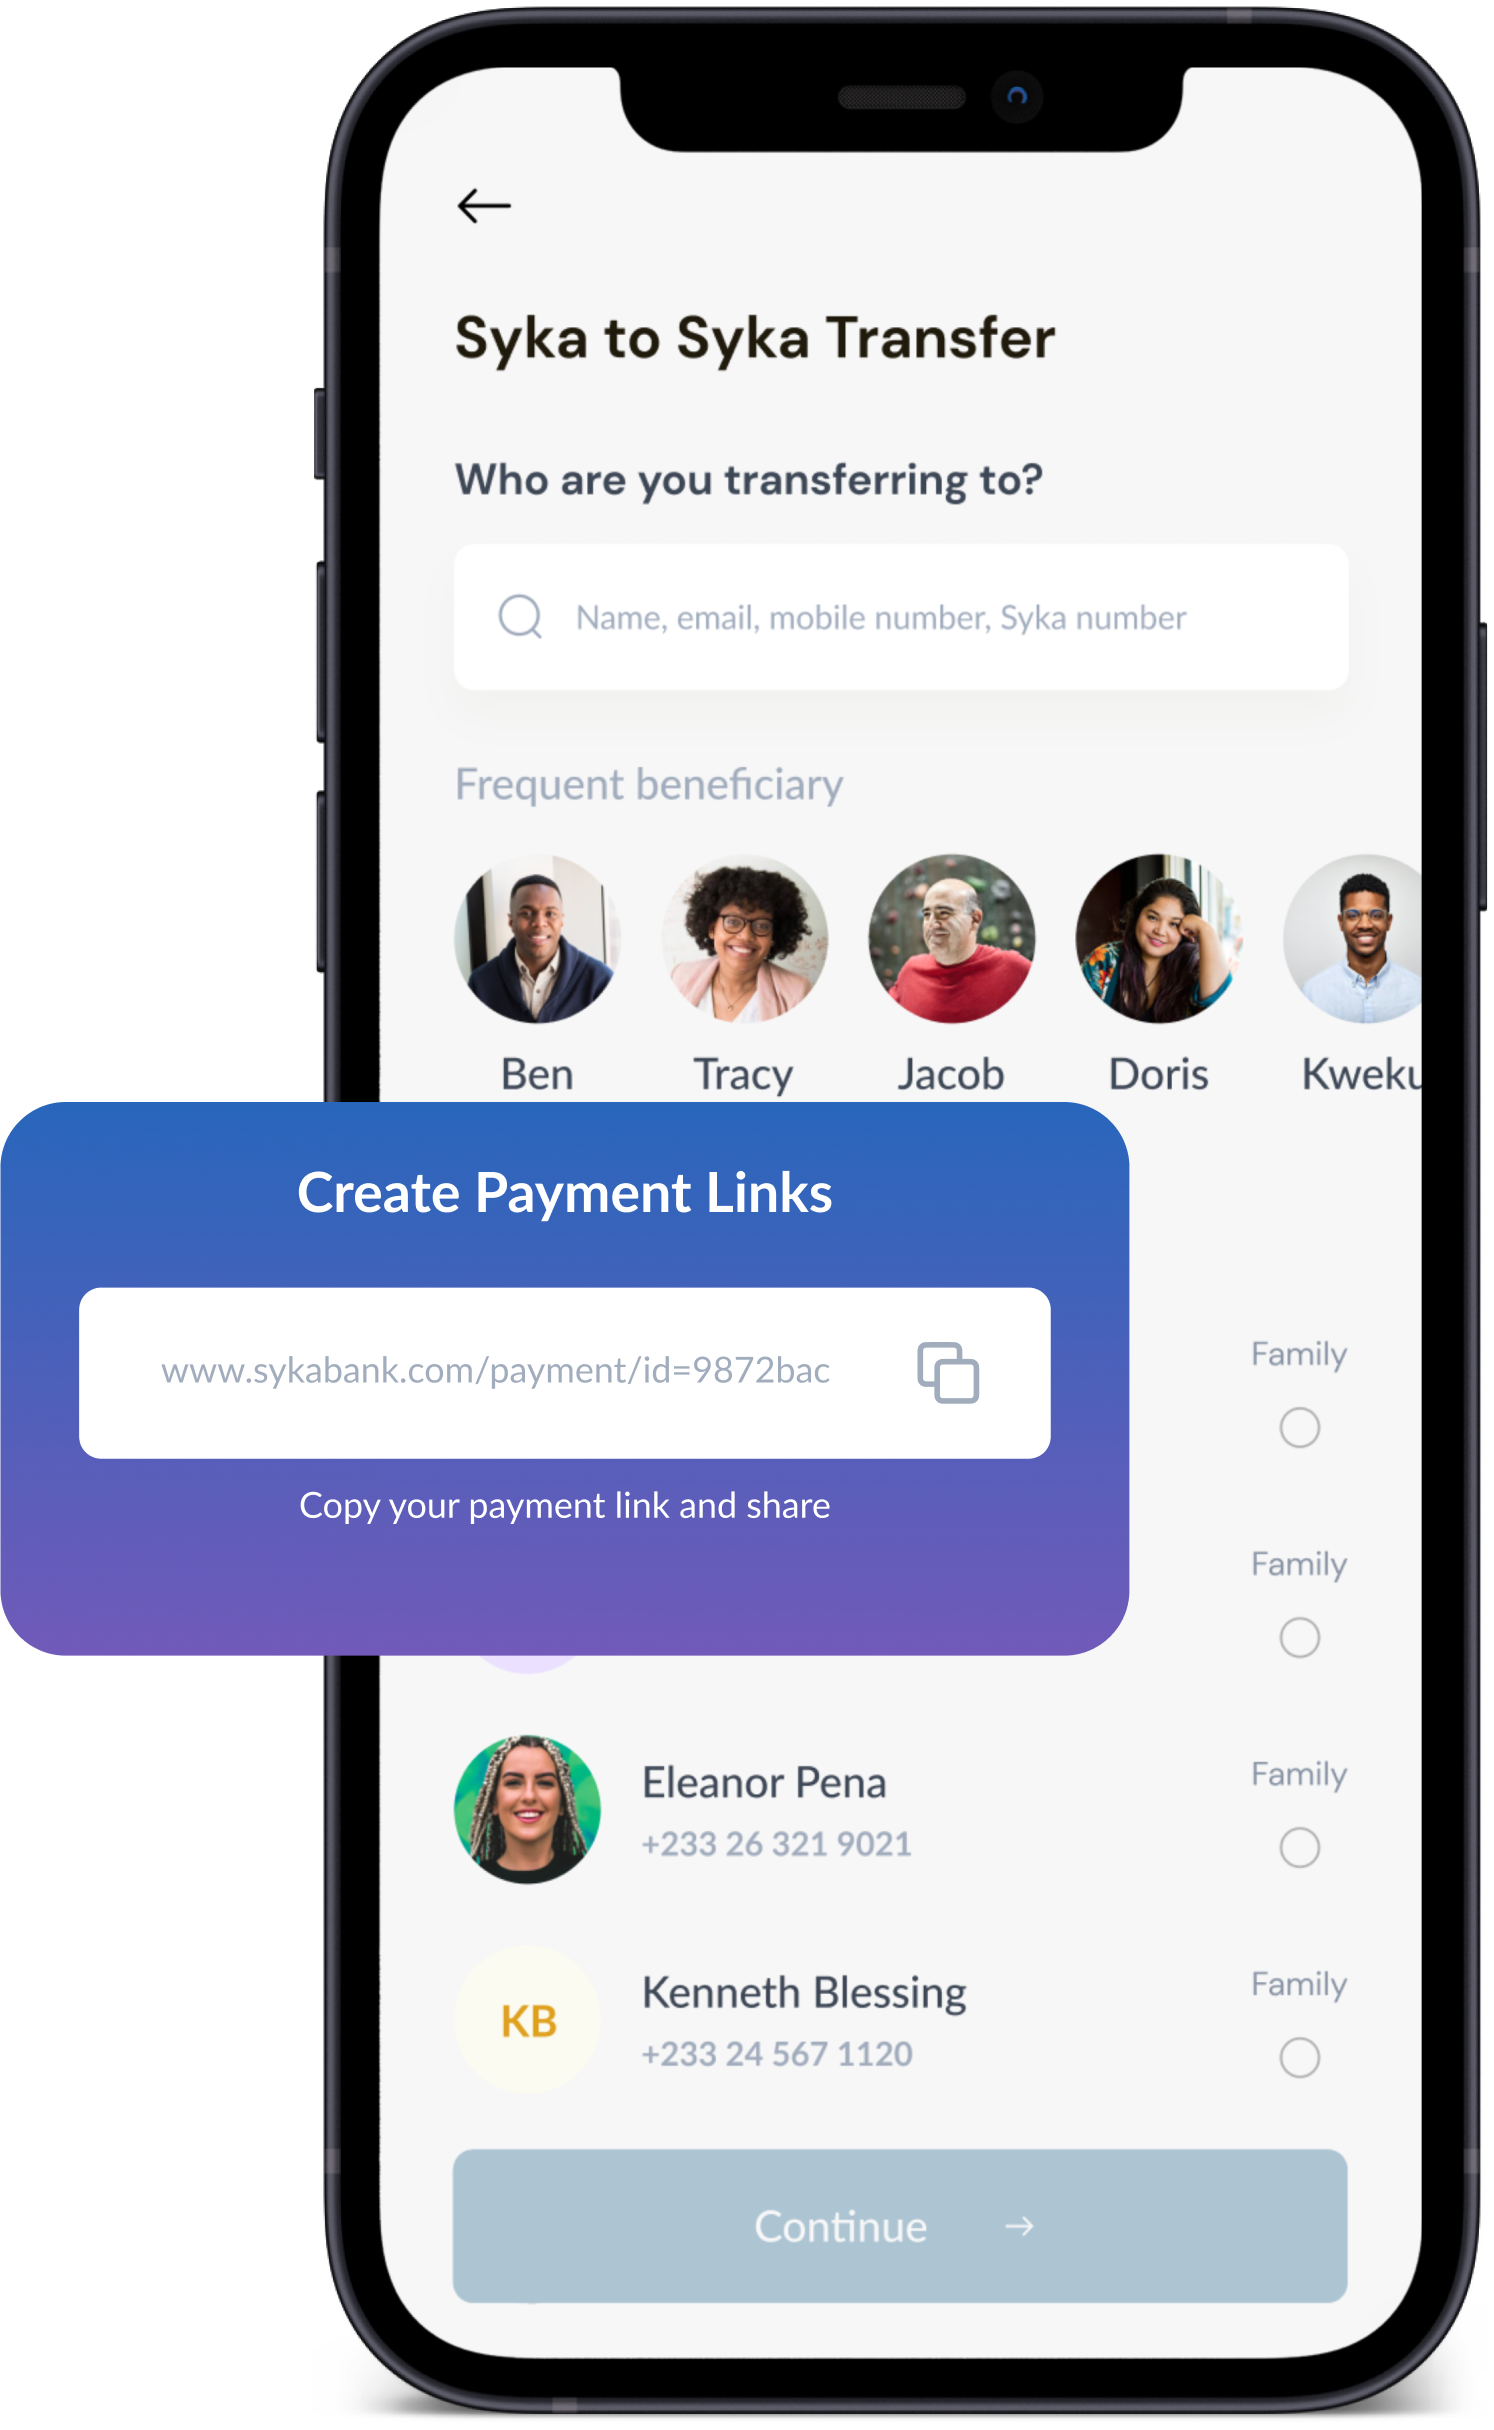 Syka to Syka Transfer
Who are you transferring to?
Name, email, mobile number, Syka number
Frequent beneficiary
Ben Tracy Jacob Doris Kweku
Create Payment Links
www.sykabank.com/payment/id=9872bac
Copy your payment link and share
Family
Family
Eleanor Pena Family
+233 26 321 9021
KB Kenneth Blessing Family
+233 24 567 1120
Continue